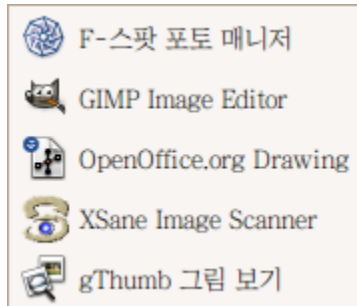 F-스팟 포토 매니저
GIMP Image Editor
OpenOffice.org Drawing
XSane Image Scanner
gThumb 그림 보기